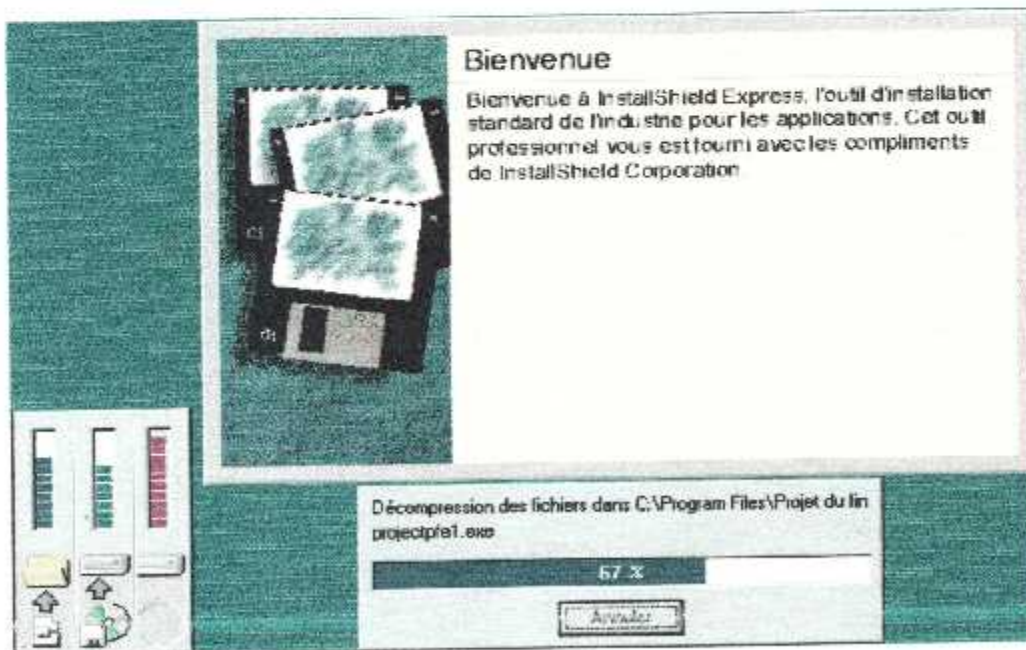 Bienvenue
Bienvenue à InstallShield Express, l'outil d'installation
standard de l'industrie pour les applications. Cet outil
professionnel vous est fourni avec les compliments
de InstallShield Corporation
Décompression des fichiers dans C:\Program Files\Projet du fin
projectpfe1.exe
67 %
Annuler